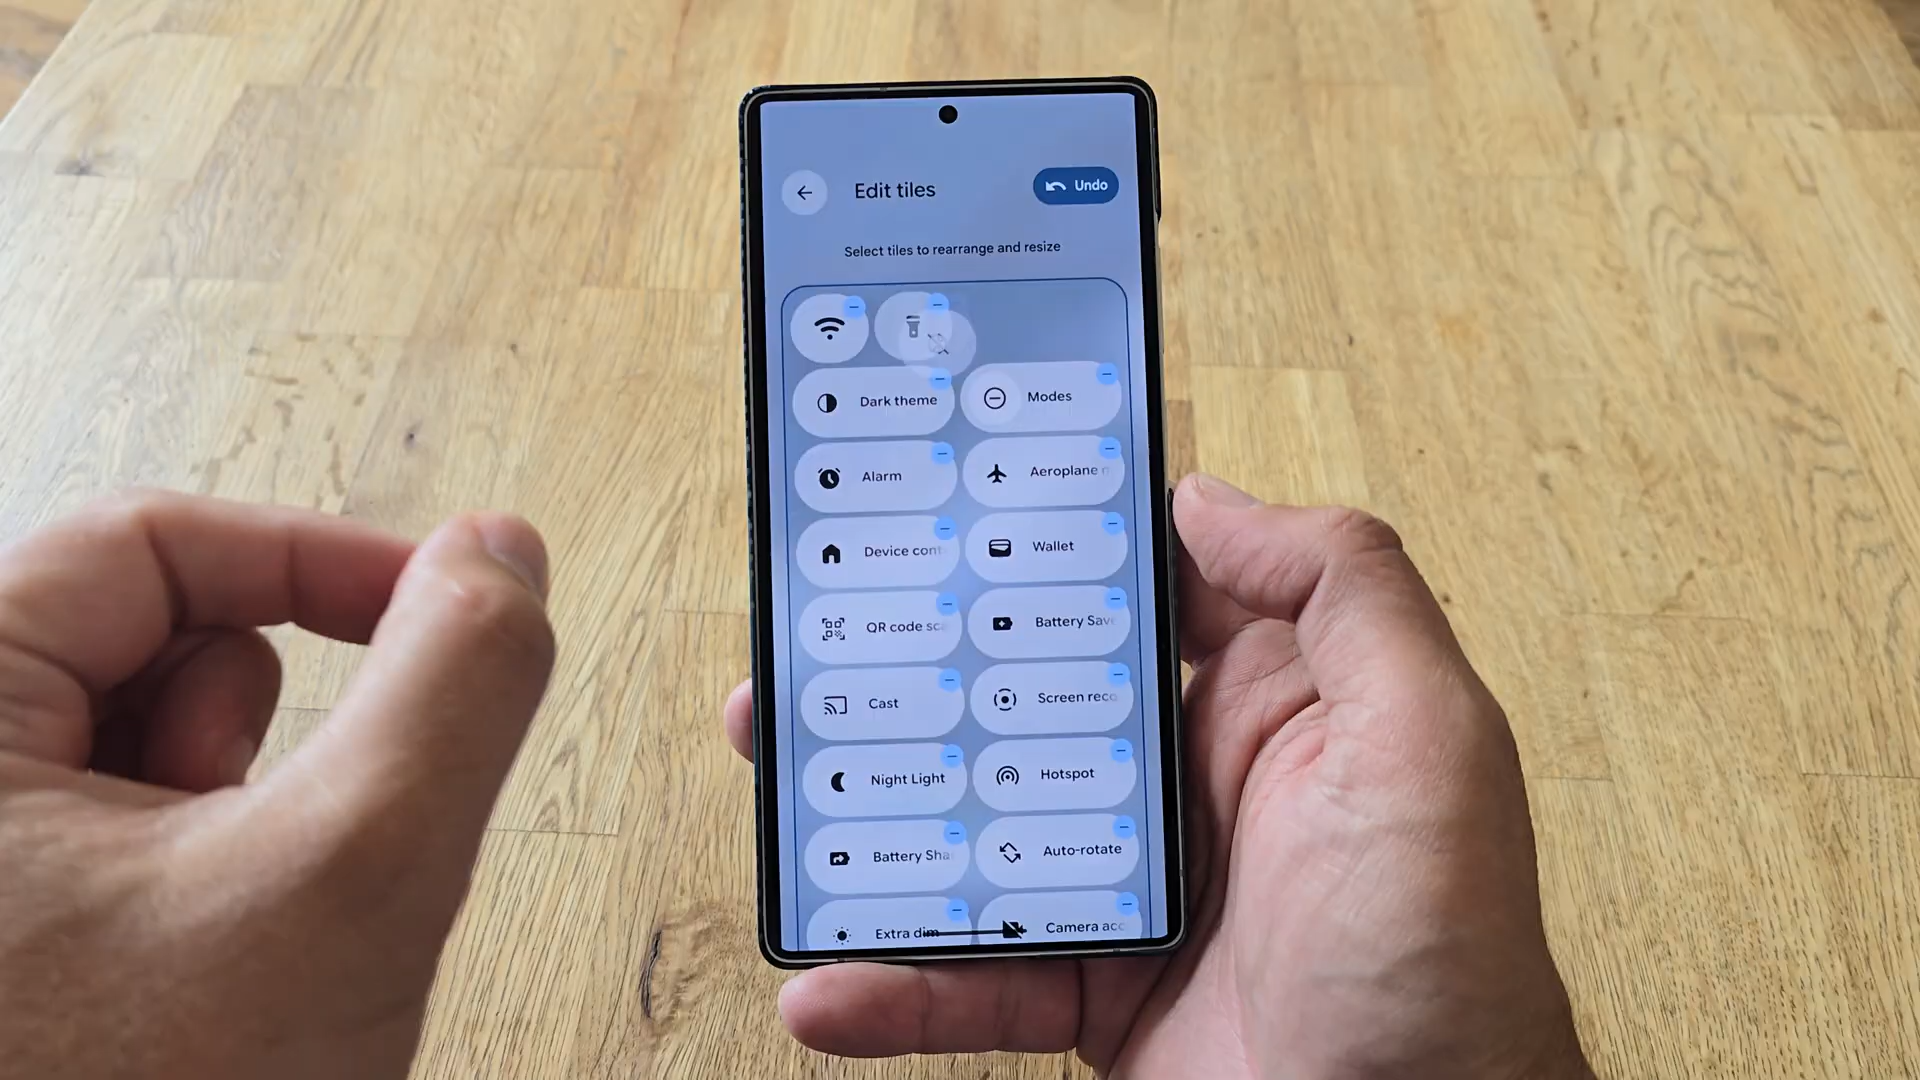 Edit tiles
Undo
Select tiles to rearrange and resize
Dark theme
Modes
Alarm
Aeroplane
Device cont
Wallet
QR code sca
Battery Save
Cast
Screen reco
Night Light
Hotspot
Battery Sha
Auto-rotate
Extra dim
Camera acc